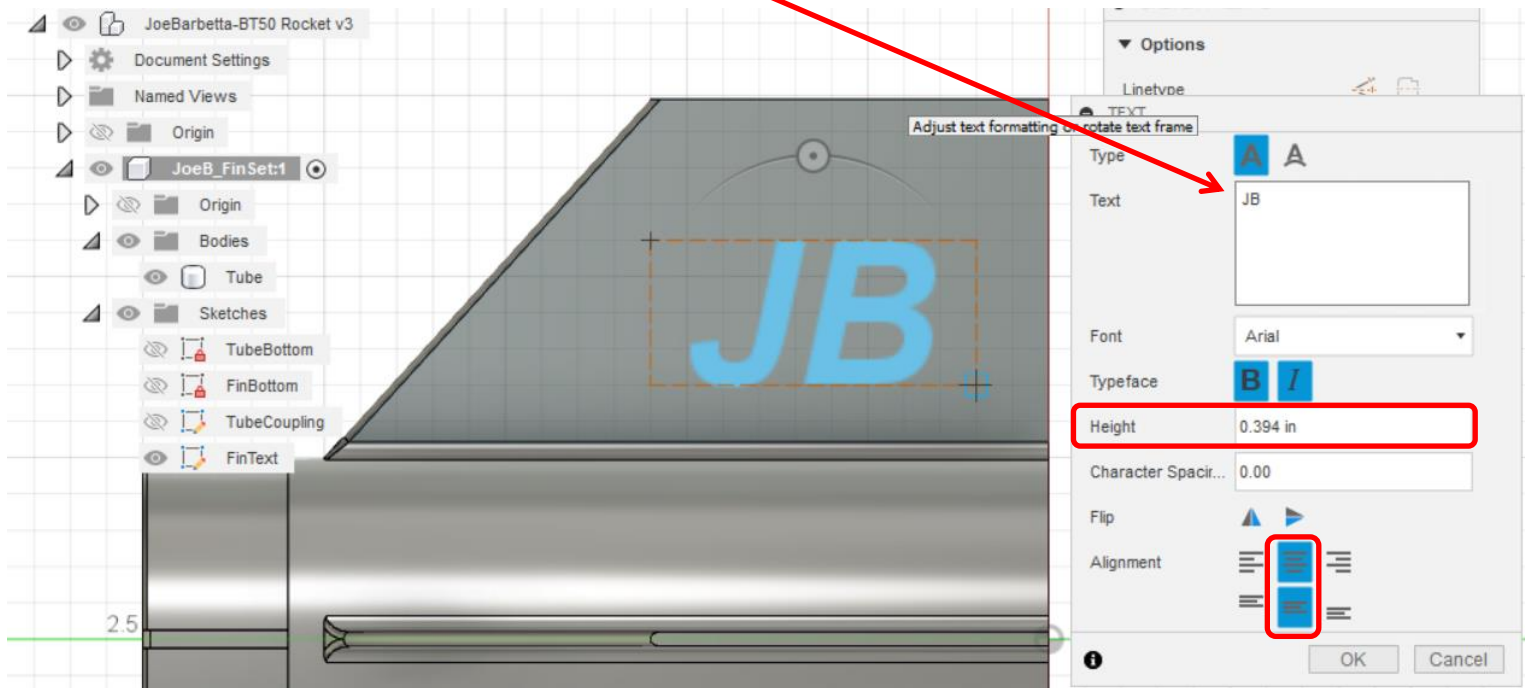 JoeBarbetta-BT50 Rocket v3
Document Settings
Named Views
Origin
JoeB_FinSet:1
Origin
Bodies
Tube
Sketches
TubeBottom
FinBottom
TubeCoupling
FinText
2.5
JB
Adjust text formatting or rotate text frame
Options
Linetype
TEXT
Type
A A
Text
JB
Font
Arial
Typeface
B I
Height
0.394 in
Character Spacin...
0.00
Flip
Alignment
OK
Cancel